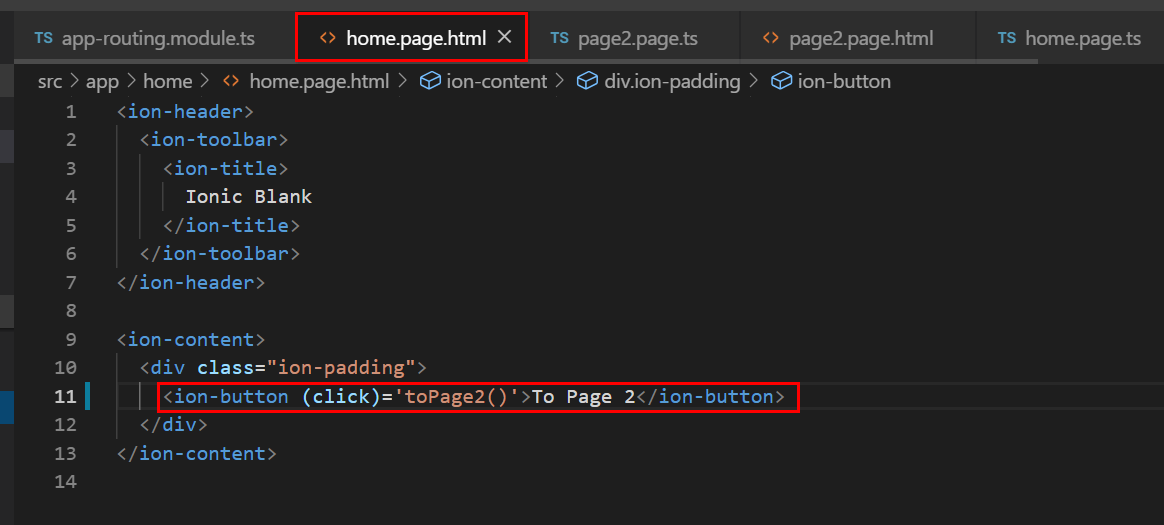 TS app-routing.module.ts <> home.page.html × TS page2.page.ts <> page2.page.html TS home.page.ts
src > app > home > <> home.page.html > ion-content > div.ion-padding > ion-button
1 <ion-header>
2 <ion-toolbar>
3 <ion-title>
4 Ionic Blank
5 </ion-title>
6 </ion-toolbar>
7 </ion-header>
8
9 <ion-content>
10 <div class="ion-padding">
11 <ion-button (click)='toPage2()'>To Page 2</ion-button>
12 </div>
13 </ion-content>
14